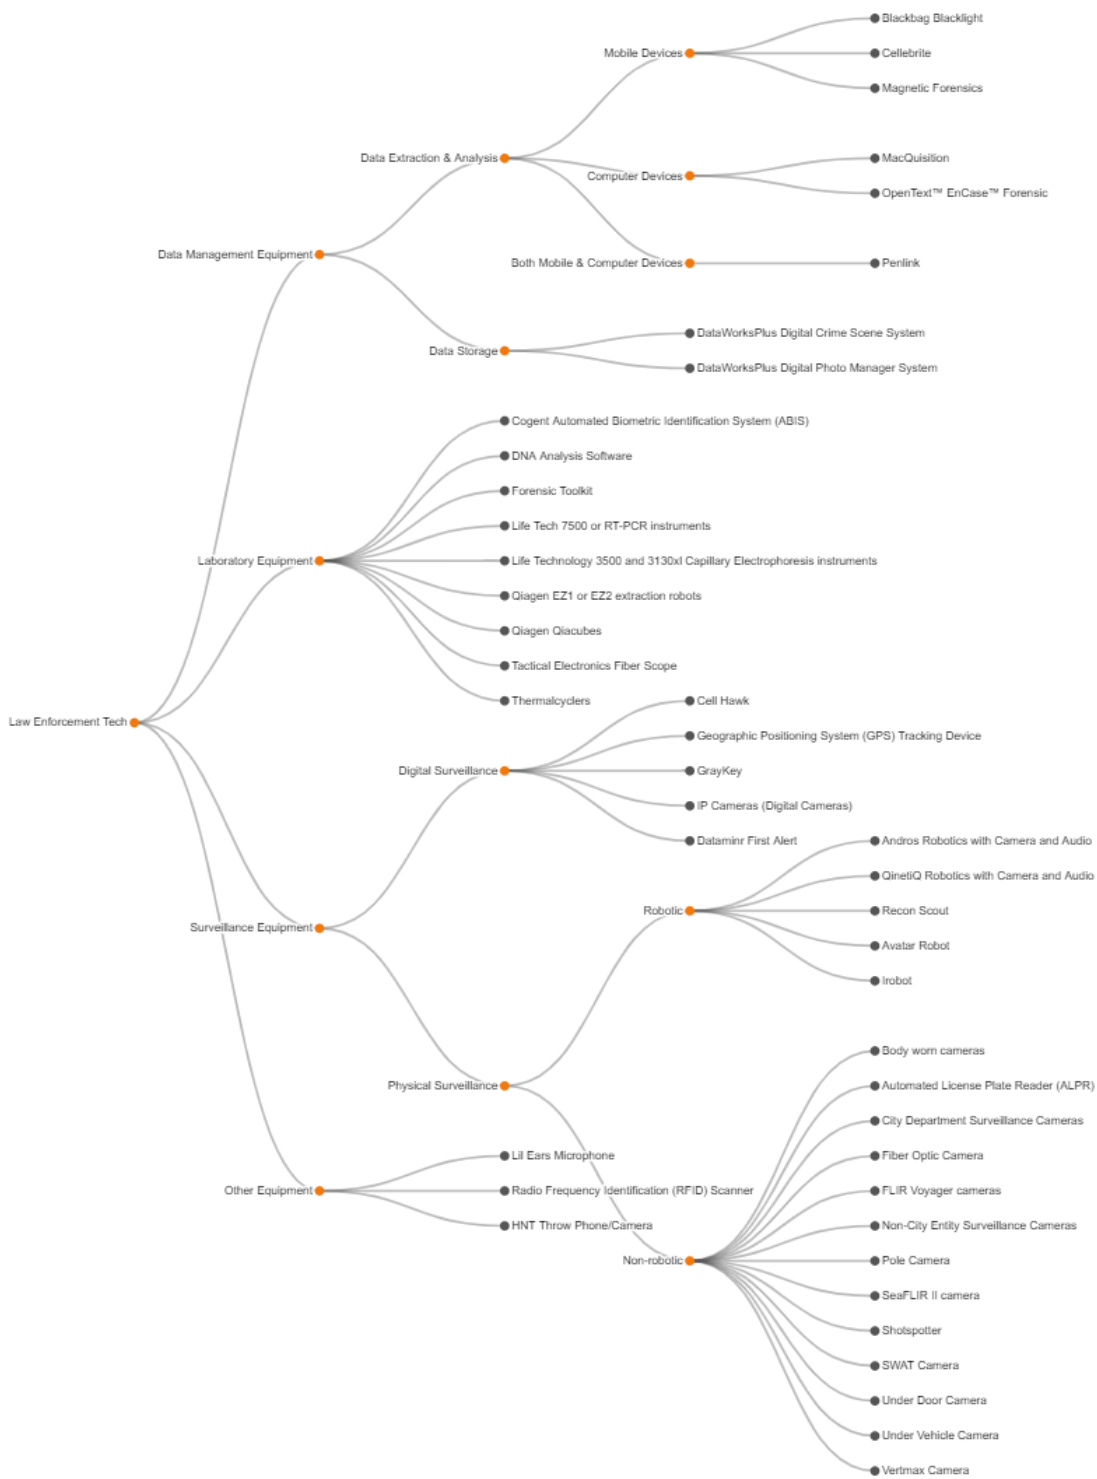 Blackbag Blacklight
Mobile Devices
Cellebrite
Magnetic Forensics
Data Extraction & Analysis
MacQuisition
Computer Devices
OpenText™ EnCase™ Forensic
Data Management Equipment
Both Mobile & Computer Devices
Penlink
DataWorksPlus Digital Crime Scene System
Data Storage
DataWorksPlus Digital Photo Manager System
Cogent Automated Biometric Identification System (ABIS)
DNA Analysis Software
Forensic Toolkit
Life Tech 7500 or RT-PCR instruments
Laboratory Equipment
Life Technology 3500 and 3130xl Capillary Electrophoresis instruments
Qiagen EZ1 or EZ2 extraction robots
Qiagen Qiacubes
Tactical Electronics Fiber Scope
Thermalcyclers
Cell Hawk
Law Enforcement Tech
Geographic Positioning System (GPS) Tracking Device
Digital Surveillance
GrayKey
IP Cameras (Digital Cameras)
Dataminr First Alert
Andros Robotics with Camera and Audio
QinetiQ Robotics with Camera and Audio
Robotic
Recon Scout
Surveillance Equipment
Avatar Robot
Irobot
Body worn cameras
Physical Surveillance
Automated License Plate Reader (ALPR)
City Department Surveillance Cameras
Lil Ears Microphone
Fiber Optic Camera
Other Equipment
Radio Frequency Identification (RFID) Scanner
FLIR Voyager cameras
HNT Throw Phone/Camera
Non-City Entity Surveillance Cameras
Non-robotic
Pole Camera
SeaFLIR II camera
Shotspotter
SWAT Camera
Under Door Camera
Under Vehicle Camera
Vertmax Camera